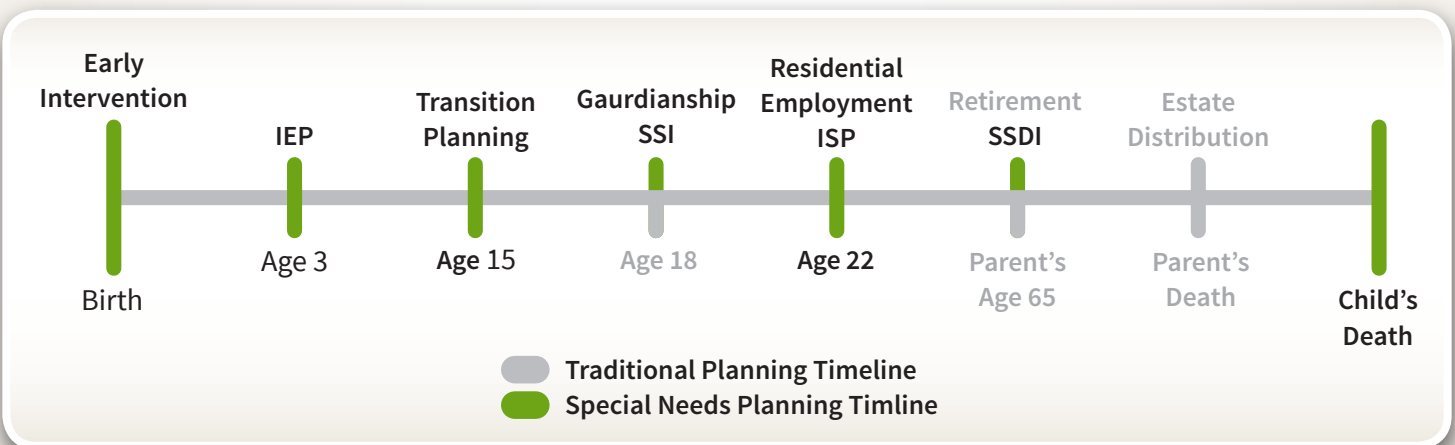 Early
Intervention
Birth
IEP
Age 3
Transition
Planning
Age 15
Gaurdianship
SSI
Age 18
Residential
Employment
ISP
Age 22
Retirement
SSDI
Parent’s
Age 65
Estate
Distribution
Parent’s
Death
Child’s
Death
Traditional Planning Timeline
Special Needs Planning Timline